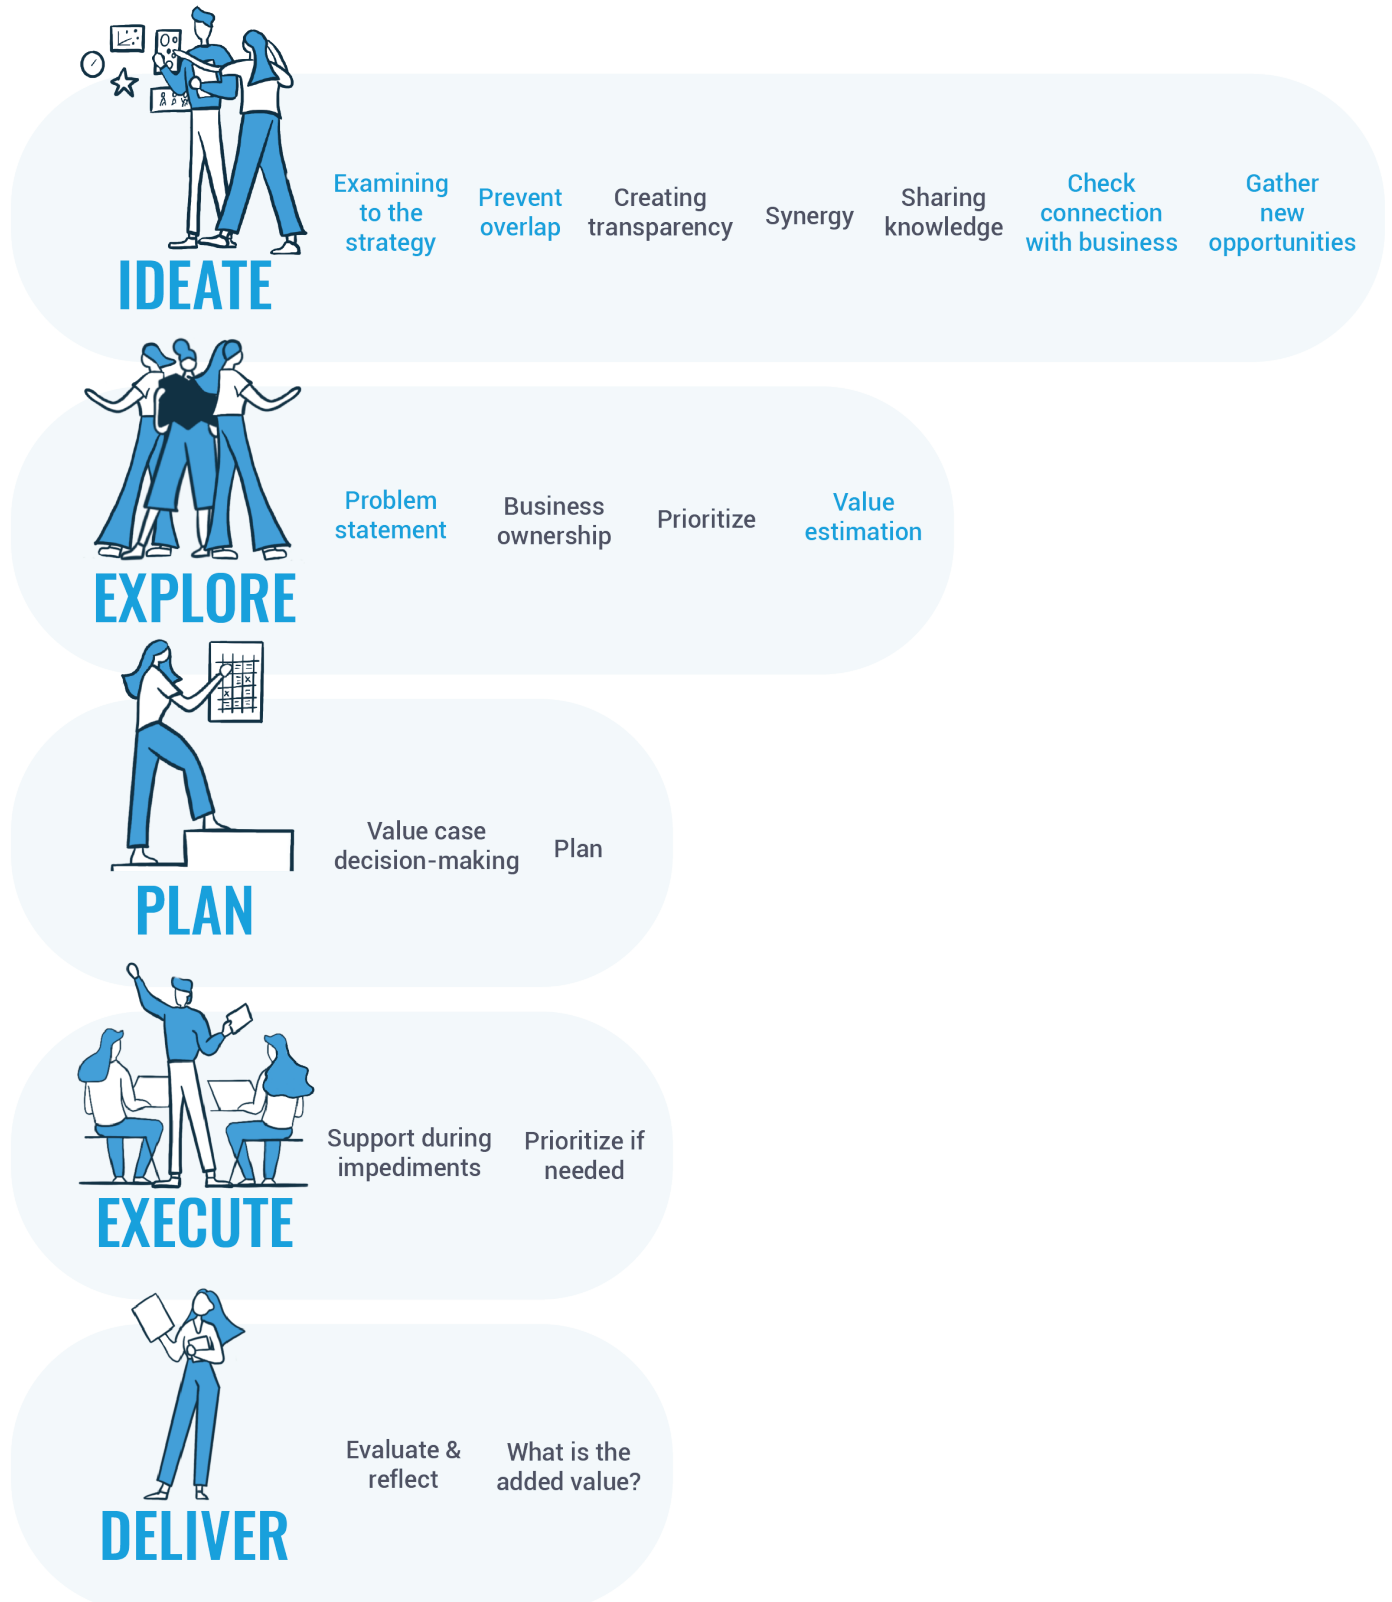 Examining
to the
strategy
Prevent
overlap
Creating
transparency
Synergy
Sharing
knowledge
Check
connection
with business
Gather
new
opportunities
IDEATE
Problem
statement
Business
ownership
Prioritize
Value
estimation
EXPLORE
Value case
decision-making
Plan
PLAN
Support during
impediments
Prioritize if
needed
EXECUTE
Evaluate &
reflect
What is the
added value?
DELIVER